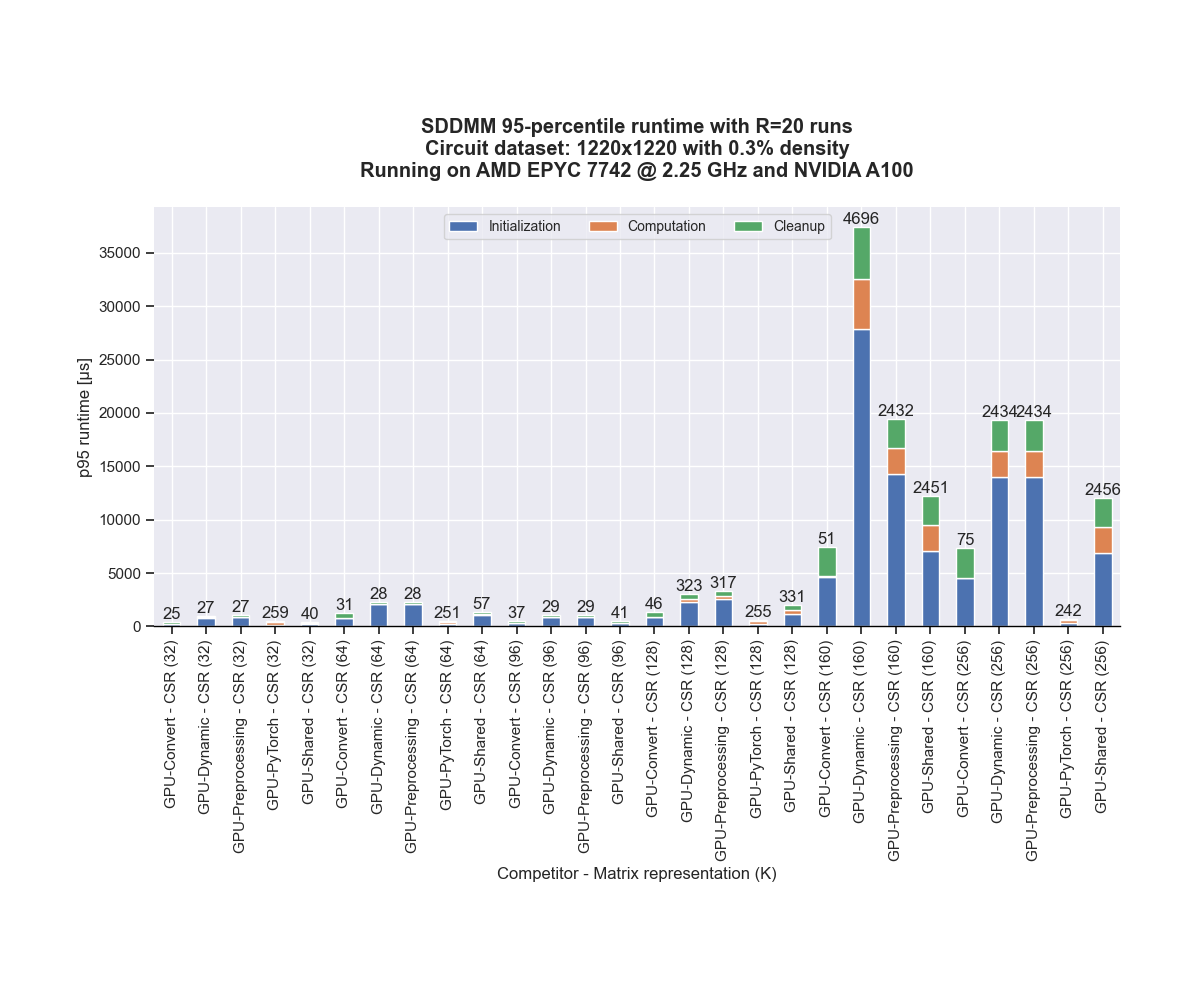 SDDMM 95-percentile runtime with R=20 runs
Circuit dataset: 1220x1220 with 0.3% density
Running on AMD EPYC 7742 @ 2.25 GHz and NVIDIA A100
Initialization
Computation
Cleanup
p95 runtime [μs]
35000
30000
25000
20000
15000
10000
5000
0
25
27
27
259
40
31
28
28
251
57
37
29
29
41
46
323
317
255
331
51
4696
2432
2451
75
2434
2434
242
2456
GPU-Convert - CSR (32)
GPU-Dynamic - CSR (32)
GPU-Preprocessing - CSR (32)
GPU-PyTorch - CSR (32)
GPU-Shared - CSR (32)
GPU-Convert - CSR (64)
GPU-Dynamic - CSR (64)
GPU-Preprocessing - CSR (64)
GPU-PyTorch - CSR (64)
GPU-Shared - CSR (64)
GPU-Convert - CSR (96)
GPU-Dynamic - CSR (96)
GPU-Preprocessing - CSR (96)
GPU-Shared - CSR (96)
GPU-Convert - CSR (128)
GPU-Dynamic - CSR (128)
GPU-Preprocessing - CSR (128)
GPU-PyTorch - CSR (128)
GPU-Shared - CSR (128)
GPU-Convert - CSR (160)
GPU-Dynamic - CSR (160)
GPU-Preprocessing - CSR (160)
GPU-Shared - CSR (160)
GPU-Convert - CSR (256)
GPU-Dynamic - CSR (256)
GPU-Preprocessing - CSR (256)
GPU-PyTorch - CSR (256)
GPU-Shared - CSR (256)
Competitor - Matrix representation (K)